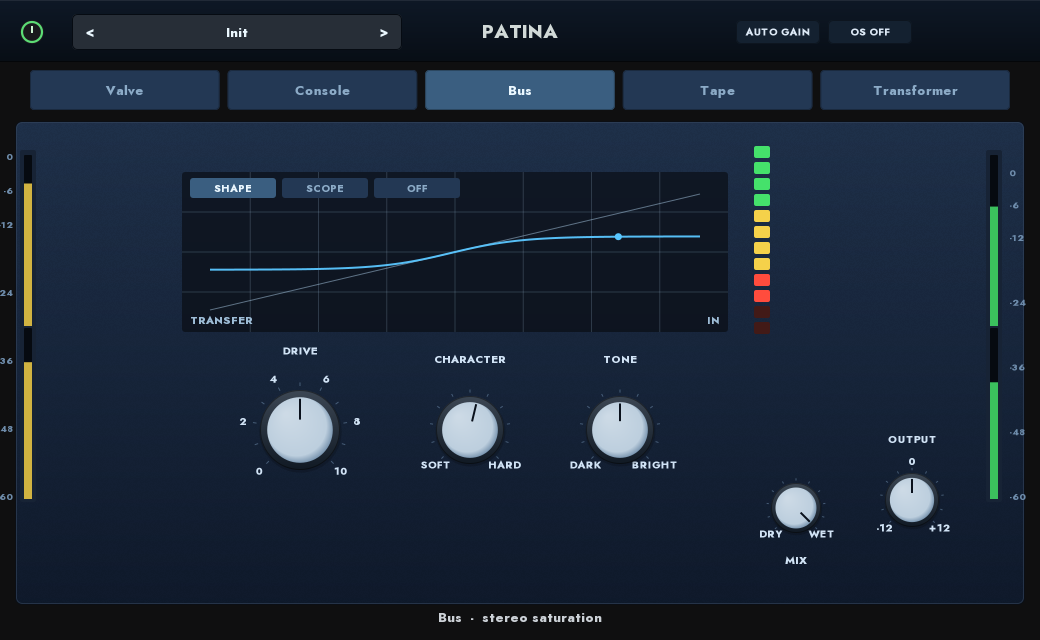 < Init >
PATINA
AUTO GAIN
OS OFF
Valve
Console
Bus
Tape
Transformer
0
-6
-12
24
36
48
60
SHAPE
SCOPE
OFF
TRANSFER
IN
0
-6
-12
-24
-36
-48
-60
DRIVE
4
6
2
8
0
10
CHARACTER
SOFT
HARD
TONE
DARK
BRIGHT
DRY
WET
MIX
OUTPUT
0
-12
+12
Bus - stereo saturation